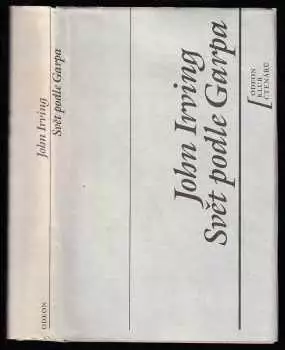 John Irving
Svět podle Garpa
ODEON
John Irving
Svět podle Garpa
ODEON
KLUB
ČTENÁŘŮ